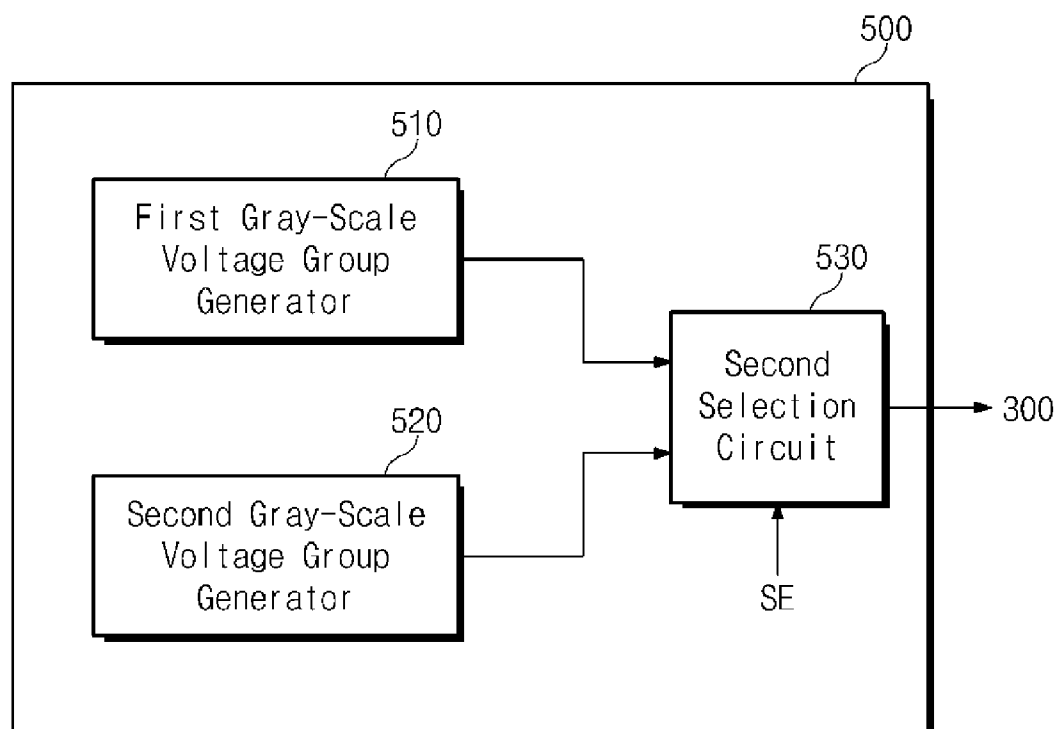 500
510
First Gray-Scale
Voltage Group
Generator
530
Second
Selection
Circuit
300
520
Second Gray-Scale
Voltage Group
Generator
SE